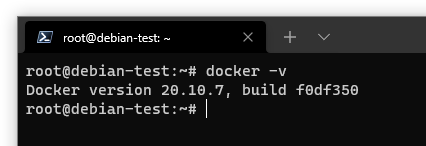 root@debian-test: ~
root@debian-test:~# docker -v
Docker version 20.10.7, build f0df350
root@debian-test:~#